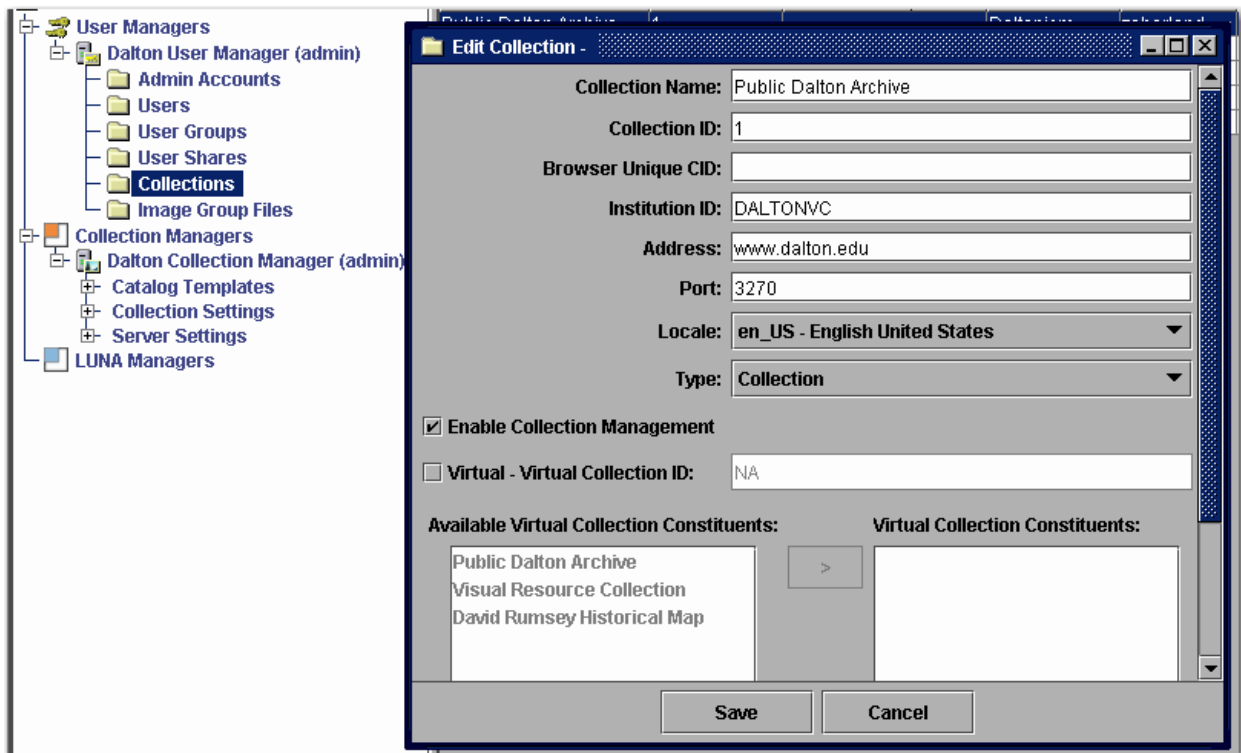 User Managers
Dalton User Manager (admin)
Admin Accounts
Users
User Groups
User Shares
Collections
Image Group Files
Collection Managers
Dalton Collection Manager (admin)
Catalog Templates
Collection Settings
Server Settings
LUNA Managers
Public Dalton Archive 1
Edit Collection -
Collection Name: Public Dalton Archive
Collection ID: 1
Browser Unique CID:
Institution ID: DALTONVC
Address: www.dalton.edu
Port: 3270
Locale: en_US - English United States
Type: Collection
Enable Collection Management
Virtual - Virtual Collection ID: NA
Available Virtual Collection Constituents: Virtual Collection Constituents:
Public Dalton Archive
Visual Resource Collection
David Rumsey Historical Map
>
Save Cancel